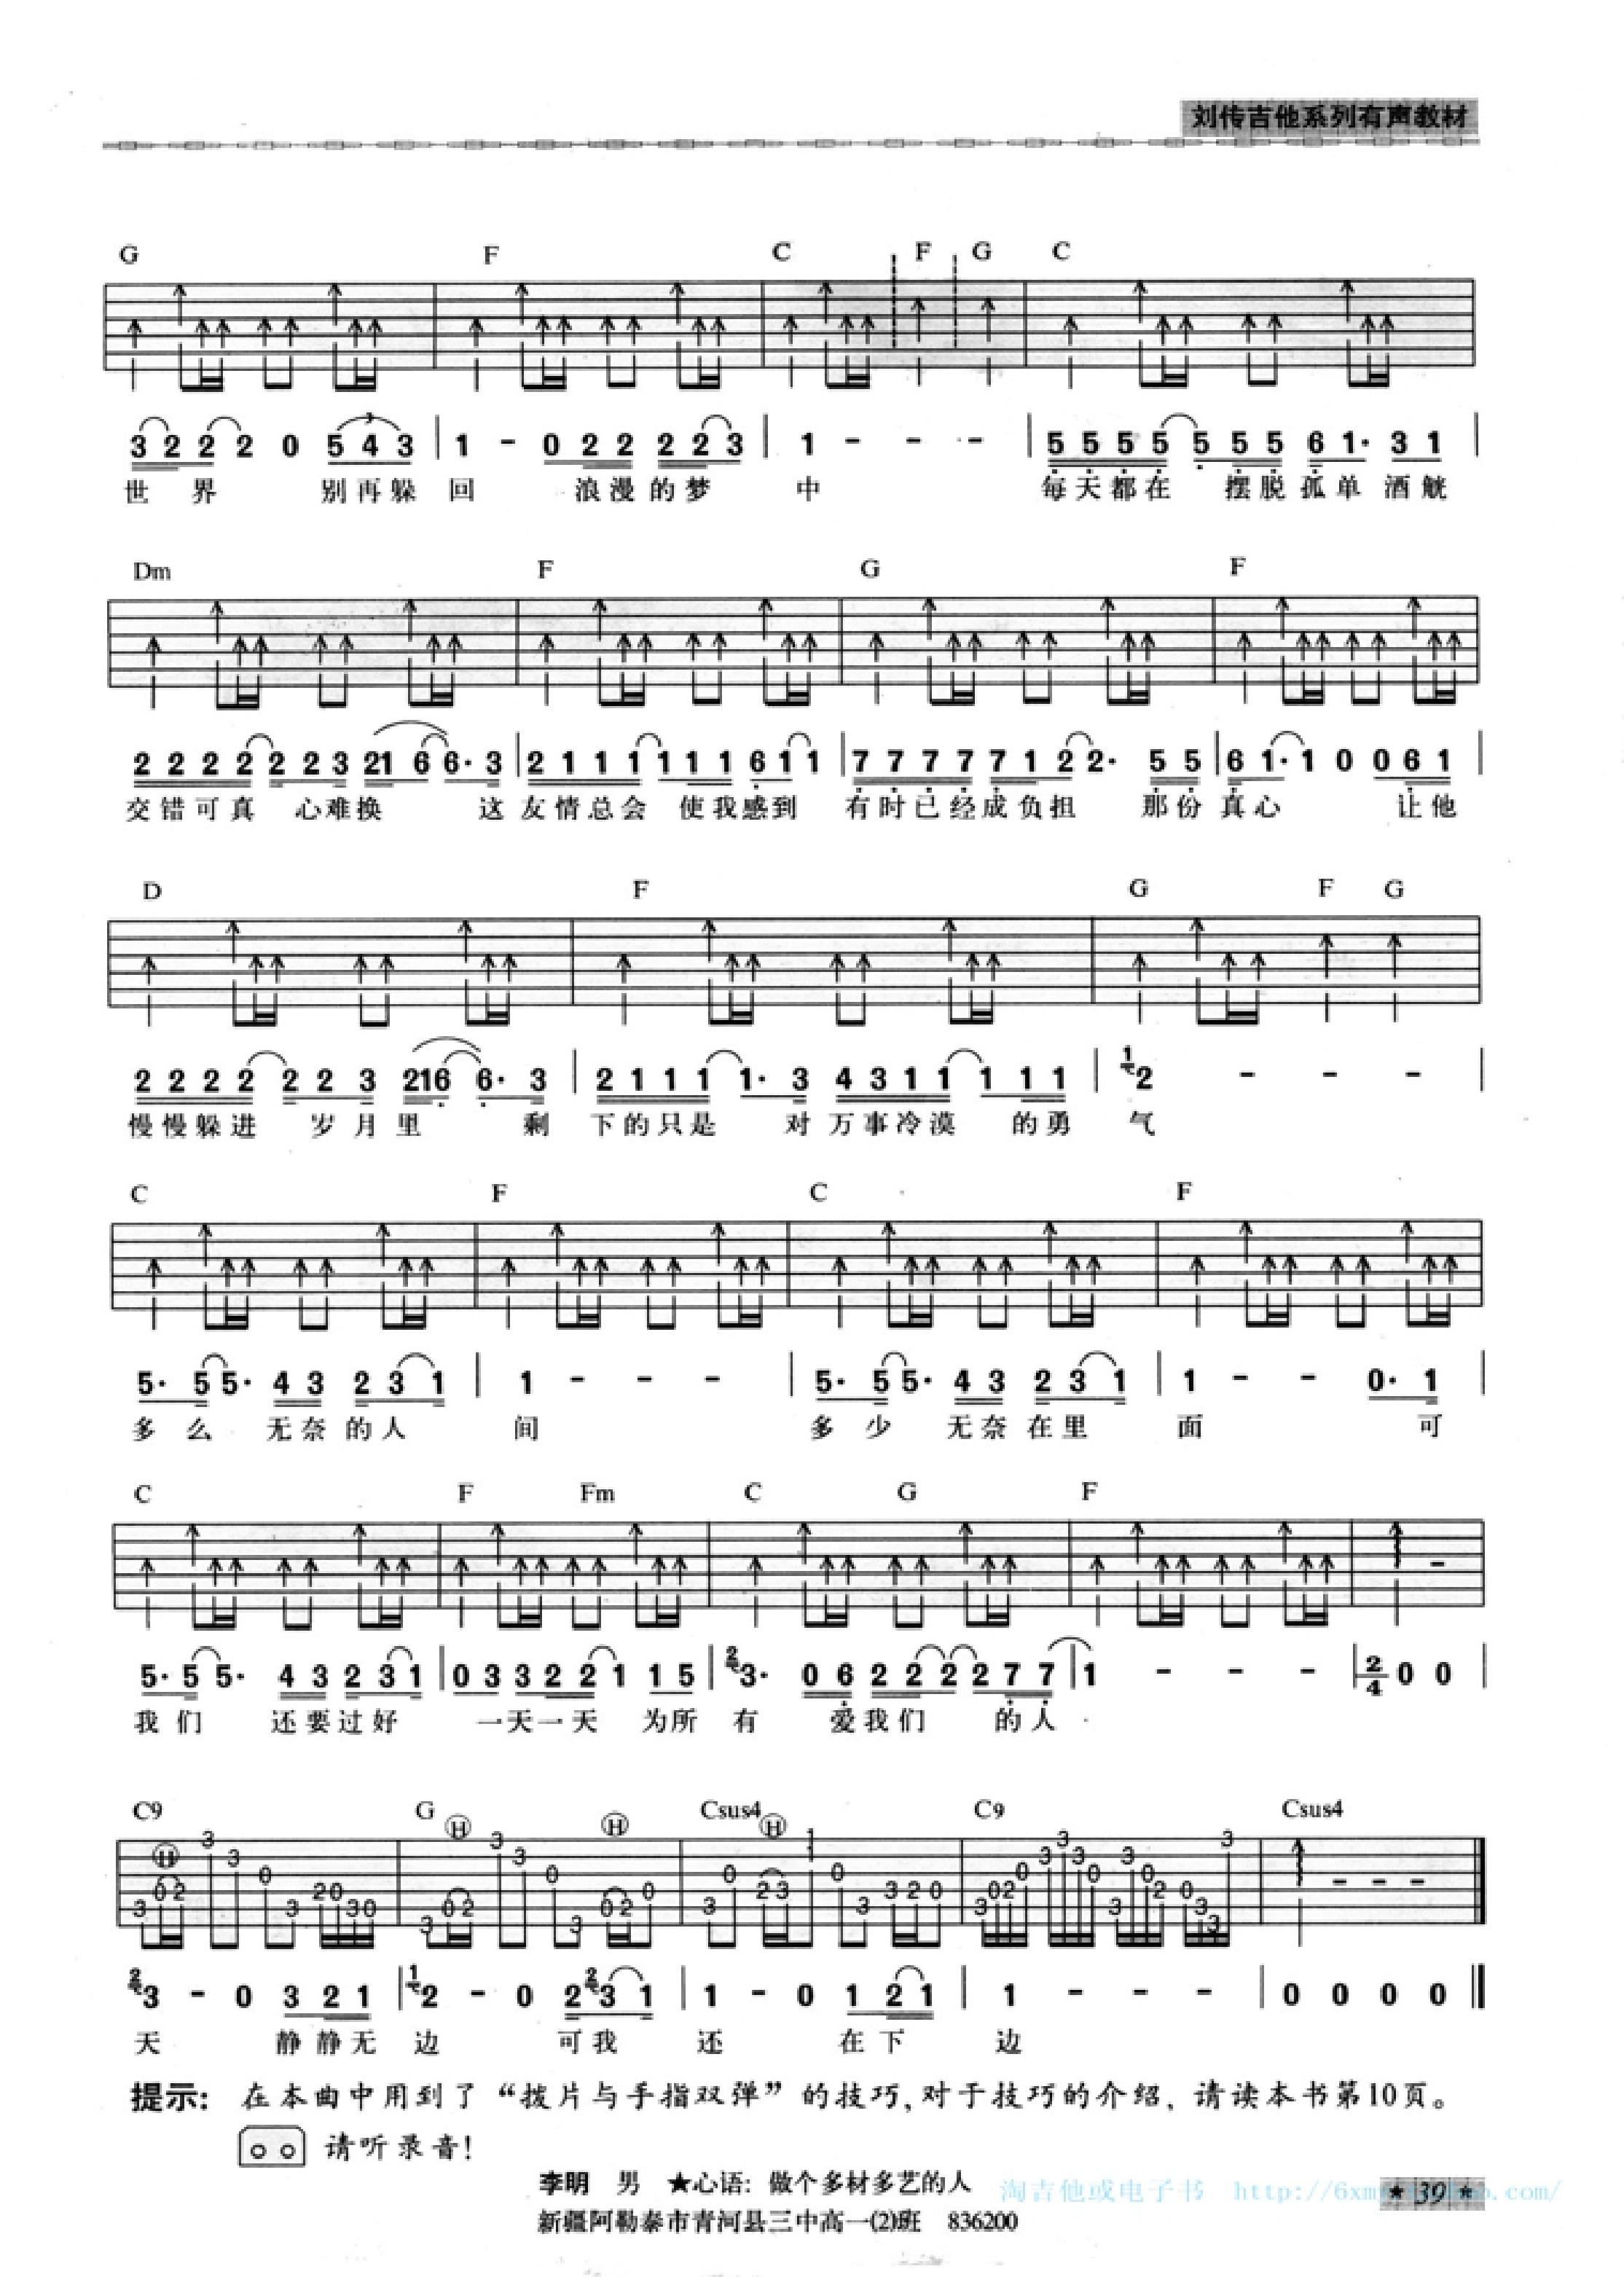 刘传吉他系列有声教材
G F C F G C
3 2 2 2 0 5 4 3 | 1 - 0 2 2 2 2 3 | 1 - - - | 5 5 5 5 5 5 5 6 1· 3 1 |
世 界 别再躲 回 浪漫的梦 中 每天都在 摆脱孤单 酒觥
Dm F G F
2 2 2 2 2 2 3 21 6 6· 3 | 2 1 1 1 1 1 1 6 1 1 | 7 7 7 7 7 1 2 2· 5 5 | 6 1· 1 0 0 6 1 |
交错可真 心难换 这 友情总会 使我感到 有时已经成负担 那份 真心 让他
D F G F G
2 2 2 2 2 2 3 216 6· 3 | 2 1 1 1 1· 3 4 3 1 1 1 1 1 | 1 2 - - - |
慢慢躲进 岁月里 剩 下的只是 对万事冷漠 的勇 气
C F C F
5· 5 5· 4 3 2 3 1 | 1 - - - | 5· 5 5· 4 3 2 3 1 | 1 - - 0· 1 |
多么 无奈的人 间 多少 无奈在里 面 可
C F Fm C G F
5· 5 5· 4 3 2 3 1 | 0 3 3 2 2 1 1 5 | 2 3· 0 6 2 2 2 2 7 7 | 1 - - - | 2/4 0 0 |
我们 还要过好 一天一天 为所 有 爱我们 的人
C9 G Csus4 C9 Csus4
H H H H
3 0 2 3 3 0 3 2 0 3 0 3 0 2 3 3 0 3 0 2 0 3 0 2 3 1 1 0 3 3 2 0 3 0 2 0 3 3 3 0 3 3 0 2 0 3 3 3 - - -
2 3 - 0 3 2 1 | 1 2 - 0 2 2 3 1 | 1 - 0 1 2 1 | 1 - - - | 0 0 0 0
天 静静无 边 可我 还 在下 边
提示: 在本曲中用到了“拨片与手指双弹”的技巧,对于技巧的介绍,请读本书第10页。
请听录音!
李明 男 ★心语: 做个多材多艺的人
淘吉他或电子书
新疆阿勒泰市青河县三中高一(2)班 836200
★ 39 ★